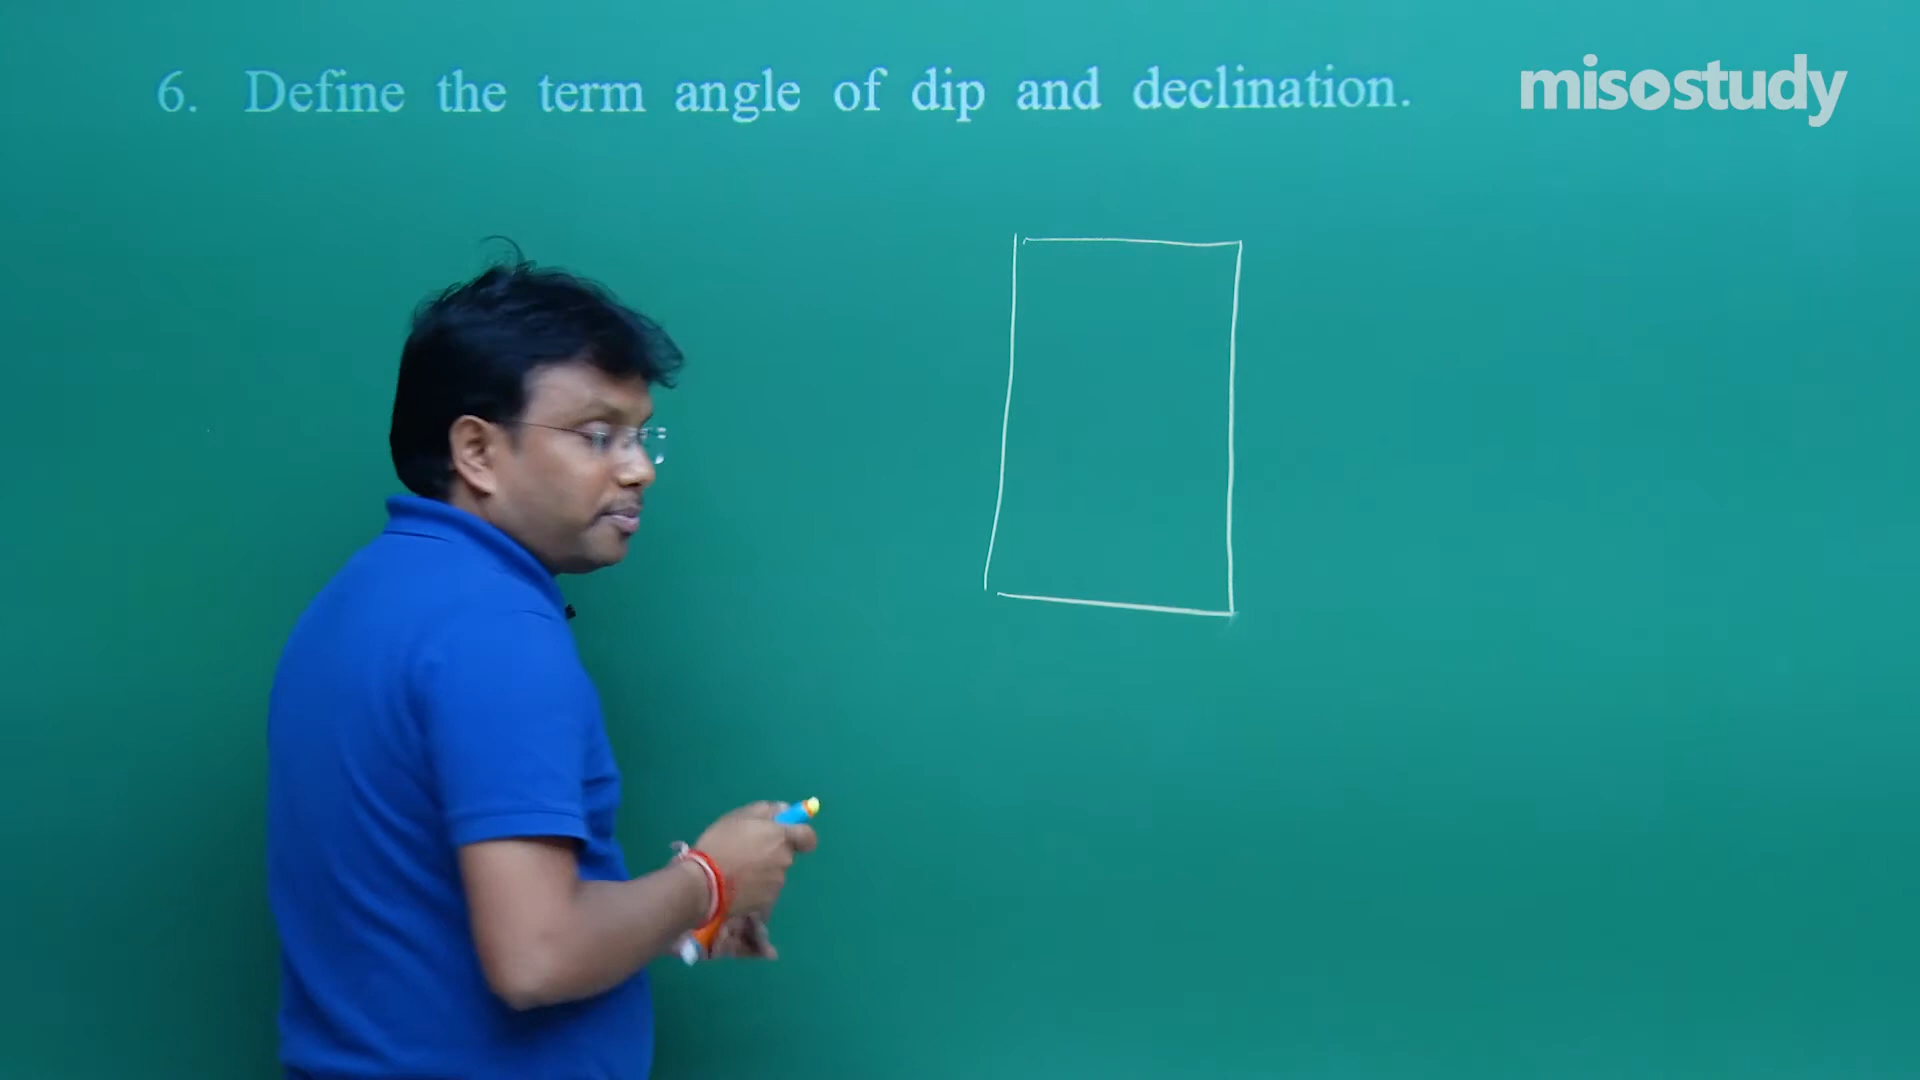 6. Define the term angle of dip and declination.
misostudy